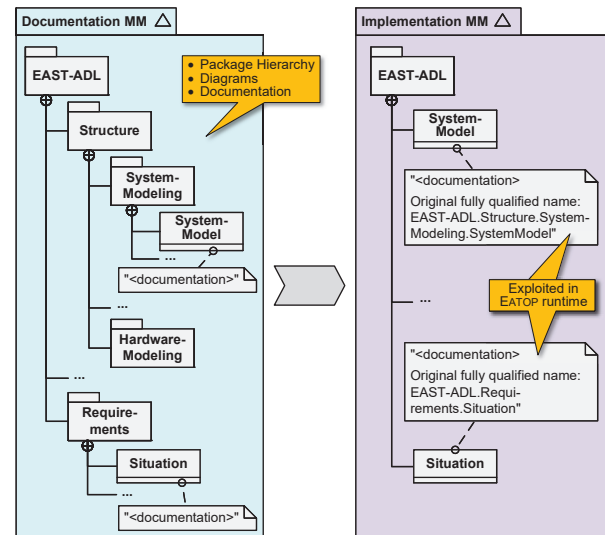 Documentation MM
EAST-ADL
• Package Hierarchy
• Diagrams
• Documentation
Structure
System-
Modeling
System-
Model
...
"<documentation>"
...
Hardware-
Modeling
...
Require-
ments
Situation
...
"<documentation>"
Implementation MM
EAST-ADL
System-
Model
"<documentation>
Original fully qualified name:
EAST-ADL.Structure.System-
Modeling.SystemModel"
Exploited in
EATOP runtime
...
"<documentation>
Original fully qualified name:
EAST-ADL.Requi-
rements.Situation"
Situation